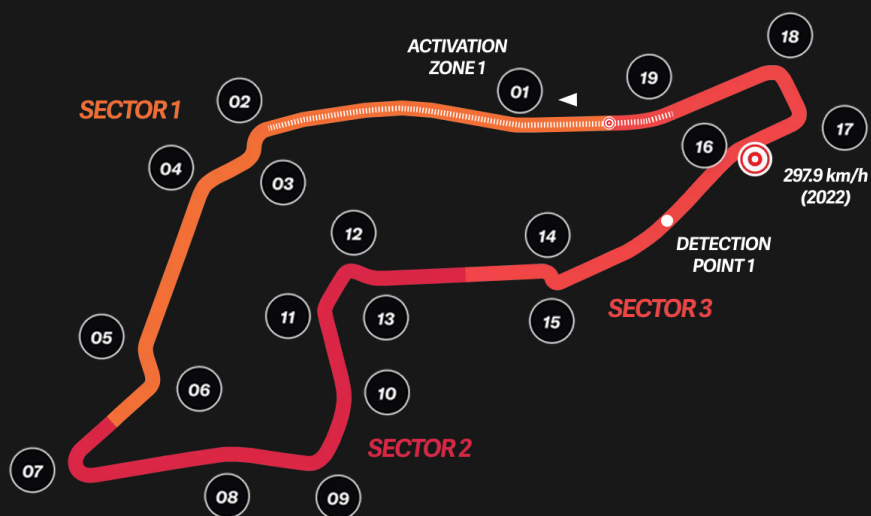 18
ACTIVATION
ZONE 1
19
01
02
SECTOR 1
17
16
04
03
297.9 km/h
(2022)
12
14
DETECTION
POINT 1
SECTOR 3
11
13
15
05
06
10
SECTOR 2
07
08
09